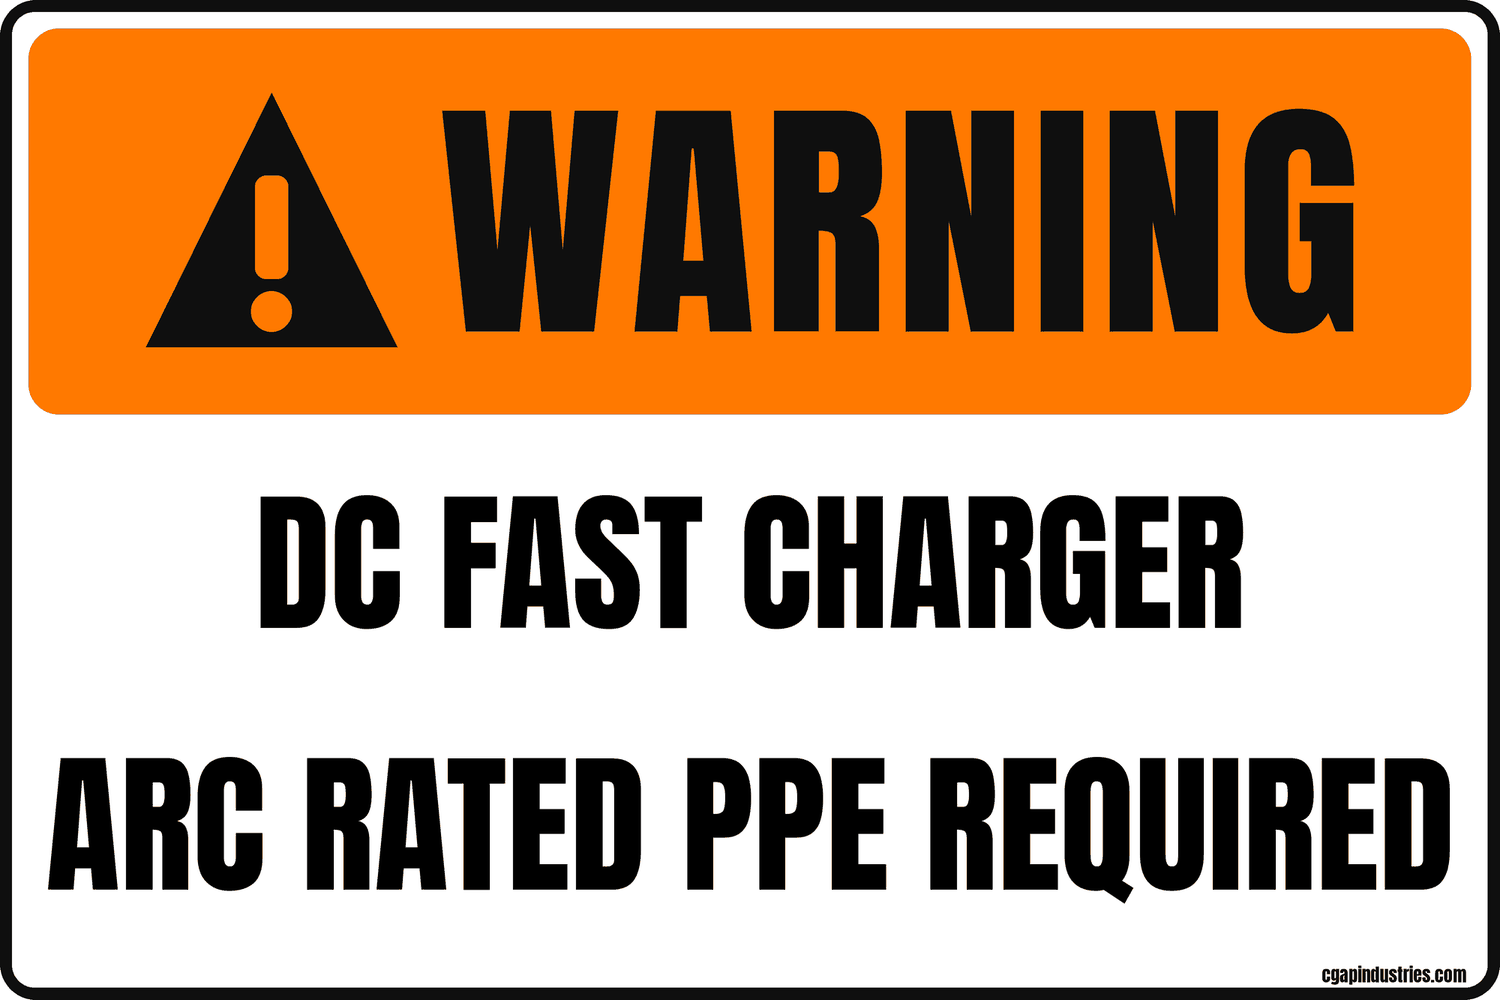 WARNING
DC FAST CHARGER
ARC RATED PPE REQUIRED
cgapindustries.com